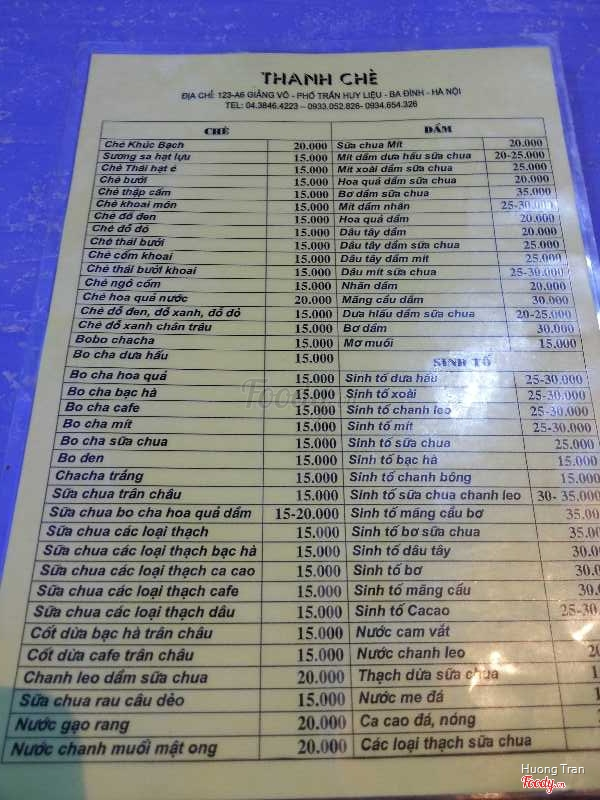 THANH CHÈ
ĐỊA CHỈ: 123-A6 GIẢNG VÕ - PHỐ TRẦN HUY LIỆU - BA ĐÌNH - HÀ NỘI
TEL: 04.3846.4223 – 0933.052.826- 0934.654.326
CHÈ DẦM
Chè Khúc Bạch 20.000 Sữa chua Mít 20.000
Sương sa hạt lựu 15.000 Mít dầm dưa hấu sữa chua 20-25.000
Chè Thái hạt é 15.000 Mít xoài dầm sữa chua 25.000
Chè bưởi 15.000 Hoa quả dầm sữa chua 20.000
Chè thập cẩm 15.000 Bơ dầm sữa chua 35.000
Chè khoai môn 15.000 Mít dầm nhãn 25-30.000
Chè đỗ đen 15.000 Hoa quả dầm 20.000
Chè đỗ đỏ 15.000 Dâu tây dầm 20.000
Chè thái bưởi 15.000 Dâu tây dầm sữa chua 25.000
Chè cốm khoai 15.000 Dâu tây dầm mít 25.000
Chè thái bưởi khoai 15.000 Dâu mít sữa chua 25-30.000
Chè ngô cốm 15.000 Nhãn dầm 20.000
Chè hoa quả nước 20.000 Mãng cầu dầm 30.000
Chè đỗ đen, đỗ xanh, đỗ đỏ 15.000 Dưa hấu dầm sữa chua 20-25.000
Chè đỗ xanh chân trâu 15.000 Bơ dầm 30.000
Bobo chacha 15.000 Mơ muối 15.000
Bo cha dưa hấu 15.000 SINH TỐ
Bo cha hoa quả 15.000 Sinh tố dưa hấu 25-30.000
Bo cha bạc hà 15.000 Sinh tố xoài 25-30.000
Bo cha cafe 15.000 Sinh tố chanh leo 25-30.000
Bo cha mít 15.000 Sinh tố mít 25-30.000
Bo cha sữa chua 15.000 Sinh tố sữa chua 25.000
Bo đen 15.000 Sinh tố bạc hà 15.000
Chacha trắng 15.000 Sinh tố chanh bông 15.000
Sữa chua trân châu 15.000 Sinh tố sữa chua chanh leo 30- 35.000
Sữa chua bo cha hoa quả dầm 15-20.000 Sinh tố mãng cầu bơ 35.00
Sữa chua các loại thạch 15.000 Sinh tố bơ sữa chua 35.00
Sữa chua các loại thạch bạc hà 15.000 Sinh tố dâu tây 30.0
Sữa chua các loại thạch ca cao 15.000 Sinh tố bơ 30.0
Sữa chua các loại thạch cafe 15.000 Sinh tố mãng cầu 30.0
Sữa chua các loại thạch dâu 15.000 Sinh tố Cacao 25-30
Cốt dừa bạc hà trân châu 15.000 Nước cam vắt
Cốt dừa cafe trân châu 15.000 Nước chanh leo
Chanh leo dầm sữa chua 20.000 Thạch dừa sữa chua
Sữa chua rau câu dẻo 15.000 Nước me đá
Nước gạo rang 20.000 Ca cao đá, nóng
Nước chanh muối mật ong 20.000 Các loại thạch sữa chua
Huong Tran
Foody.vn